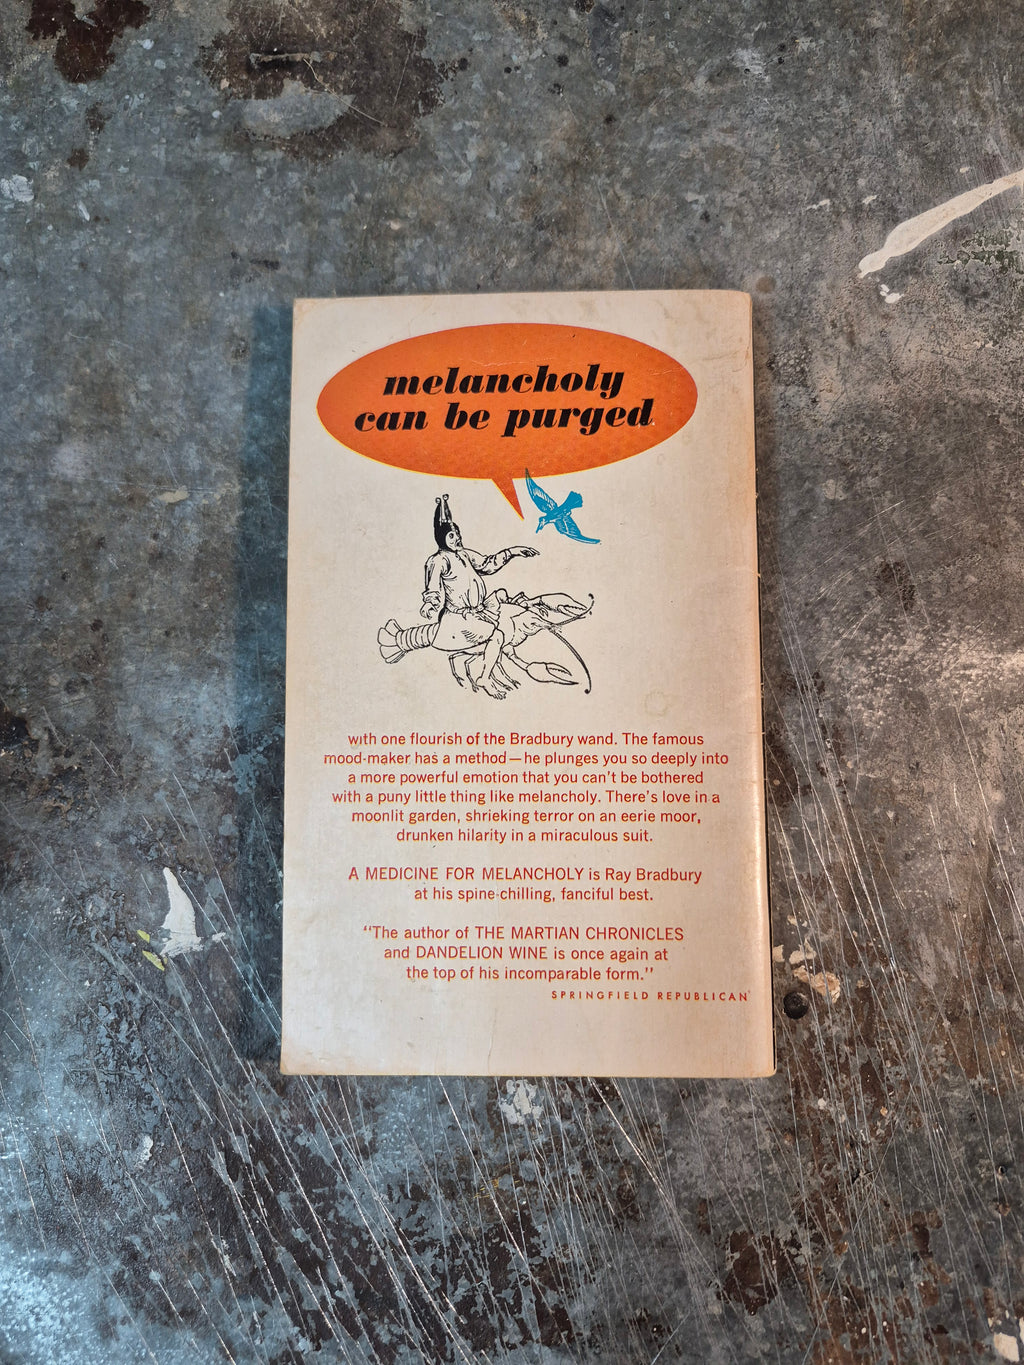 melancholy
can be purged
with one flourish of the Bradbury wand. The famous
mood-maker has a method—he plunges you so deeply into
a more powerful emotion that you can't be bothered
with a puny little thing like melancholy. There's love in a
moonlit garden, shrieking terror on an eerie moor,
drunken hilarity in a miraculous suit.
A MEDICINE FOR MELANCHOLY is Ray Bradbury
at his spine-chilling, fanciful best.
"The author of THE MARTIAN CHRONICLES
and DANDELION WINE is once again at
the top of his incomparable form."
SPRINGFIELD REPUBLICAN